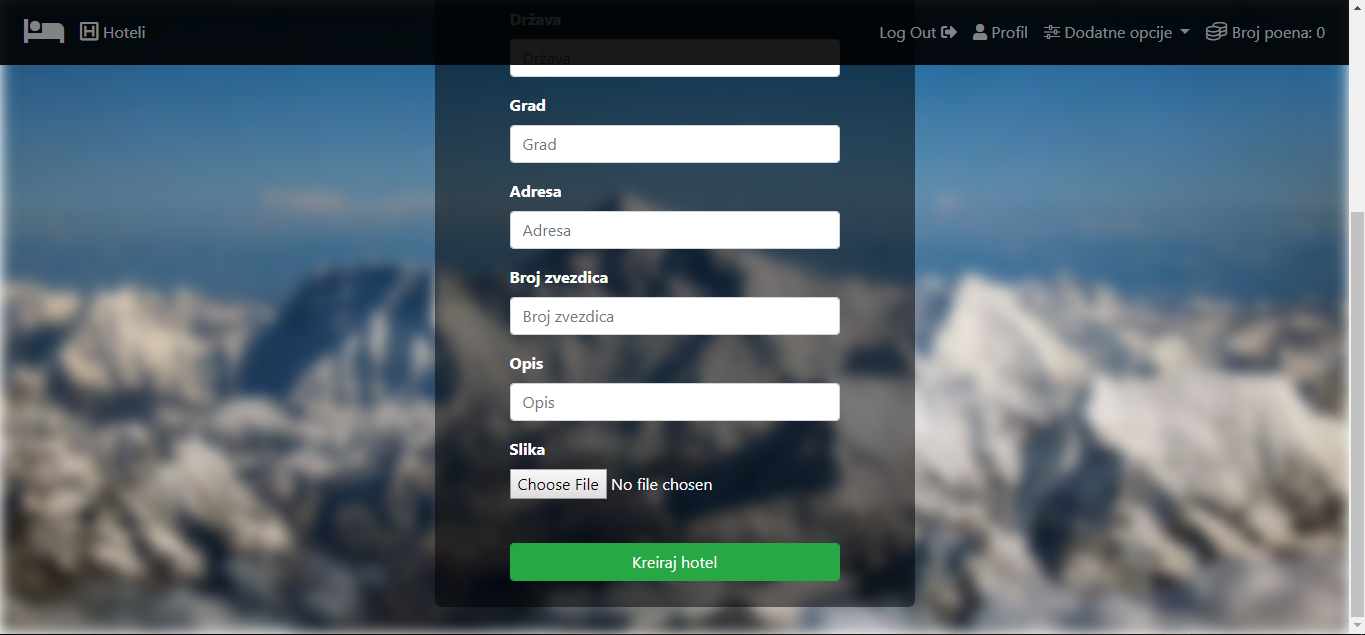 Hoteli
Log Out
Profil
Dodatne opcije
Broj poena: 0
Država
Država
Grad
Grad
Adresa
Adresa
Broj zvezdica
Broj zvezdica
Opis
Opis
Slika
Choose File No file chosen
Kreiraj hotel